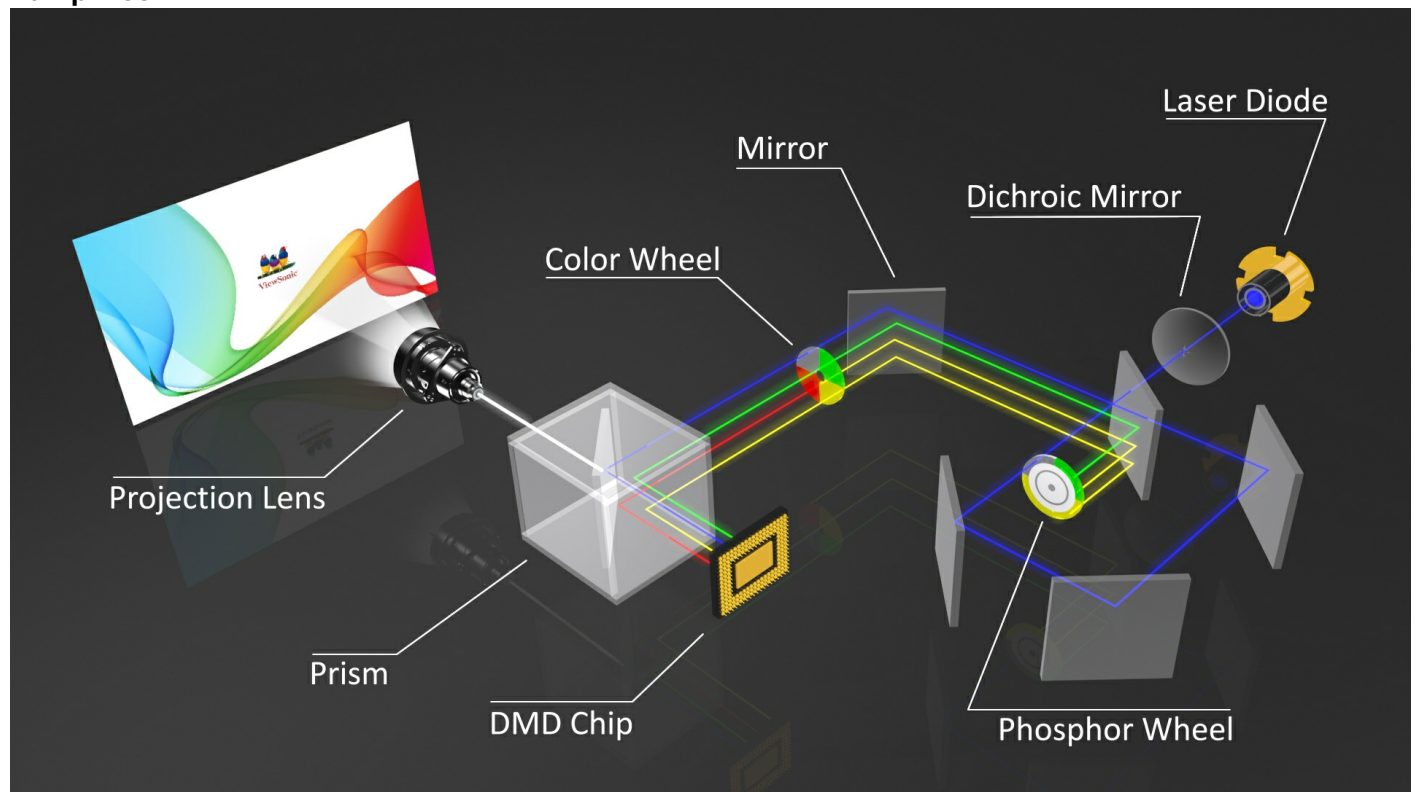 Laser Diode
Mirror
Dichroic Mirror
Color Wheel
ViewSonic
Projection Lens
Prism
DMD Chip
Phosphor Wheel